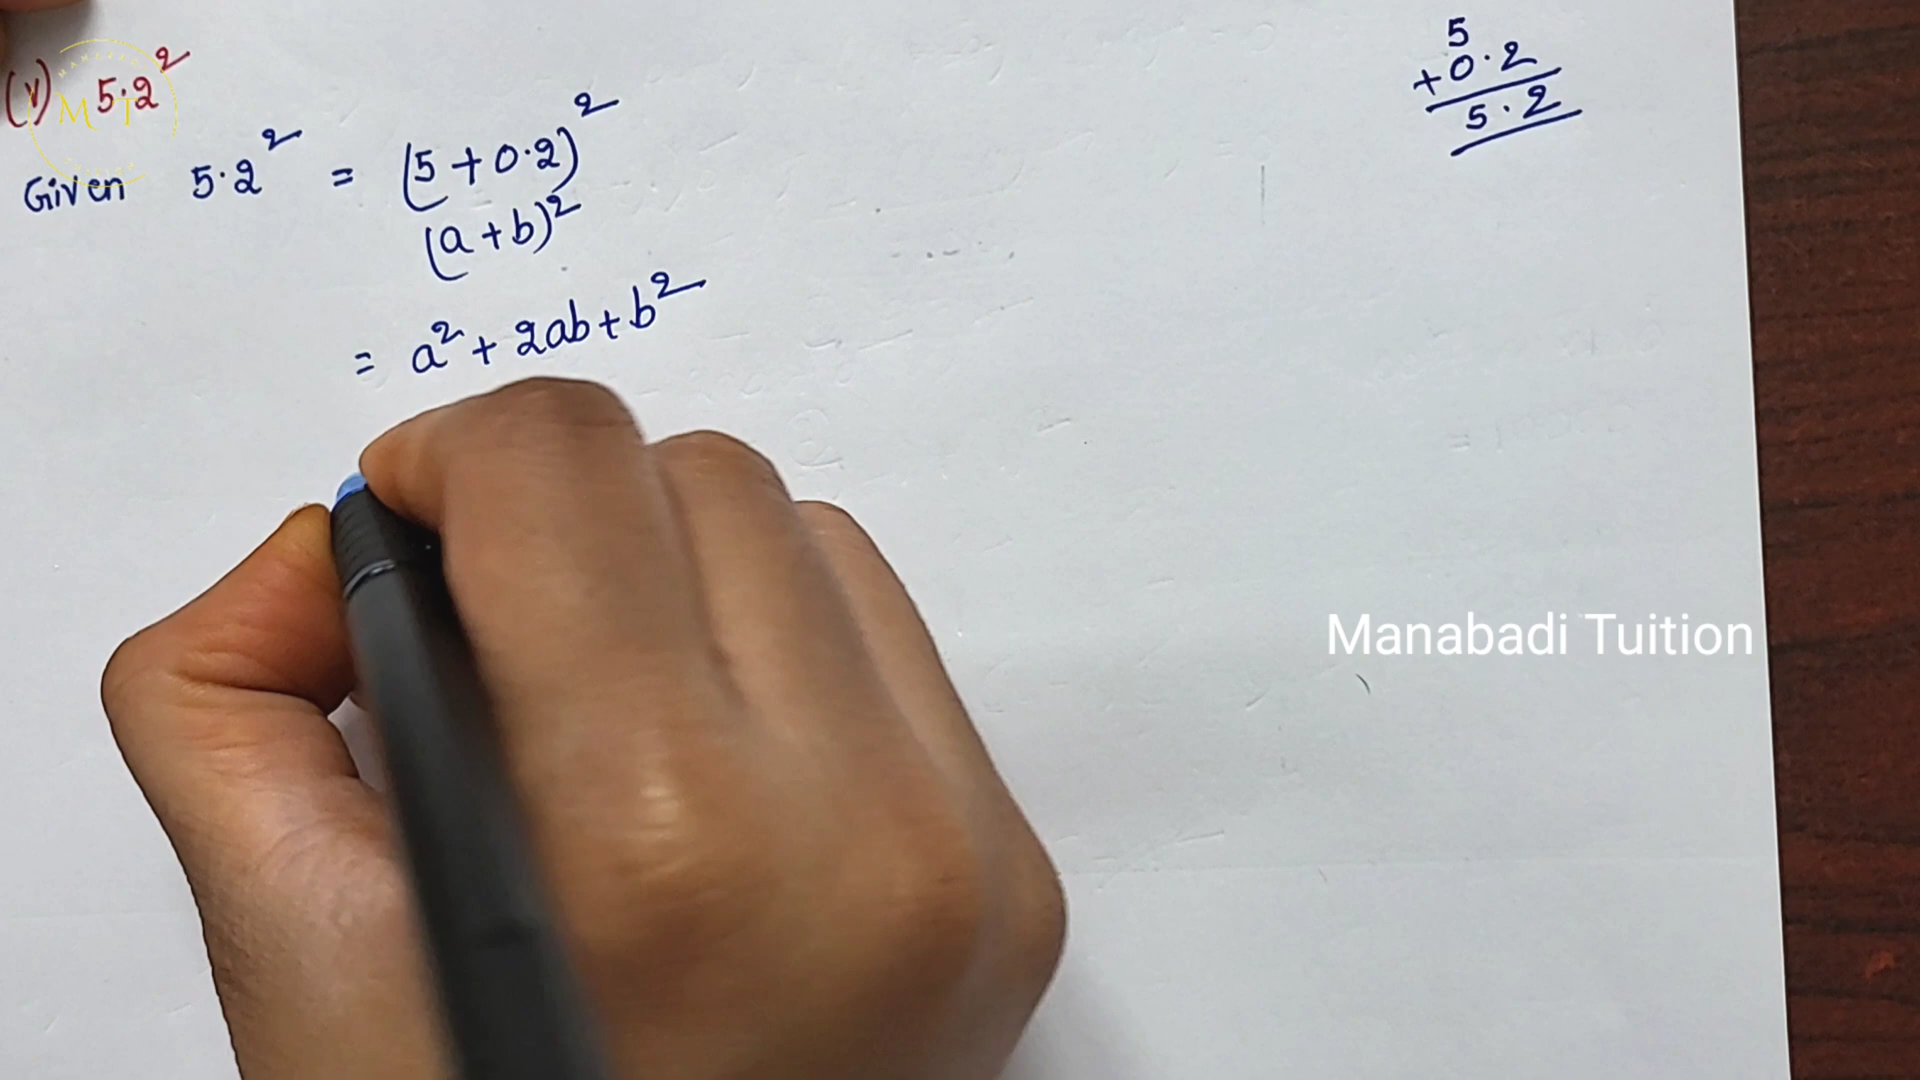 (v) 5.2²
MT
Given 5.2² = (5+0.2)²
(a+b)²
= a²+2ab+b²
5
+0.2
5.2
Manabadi Tuition